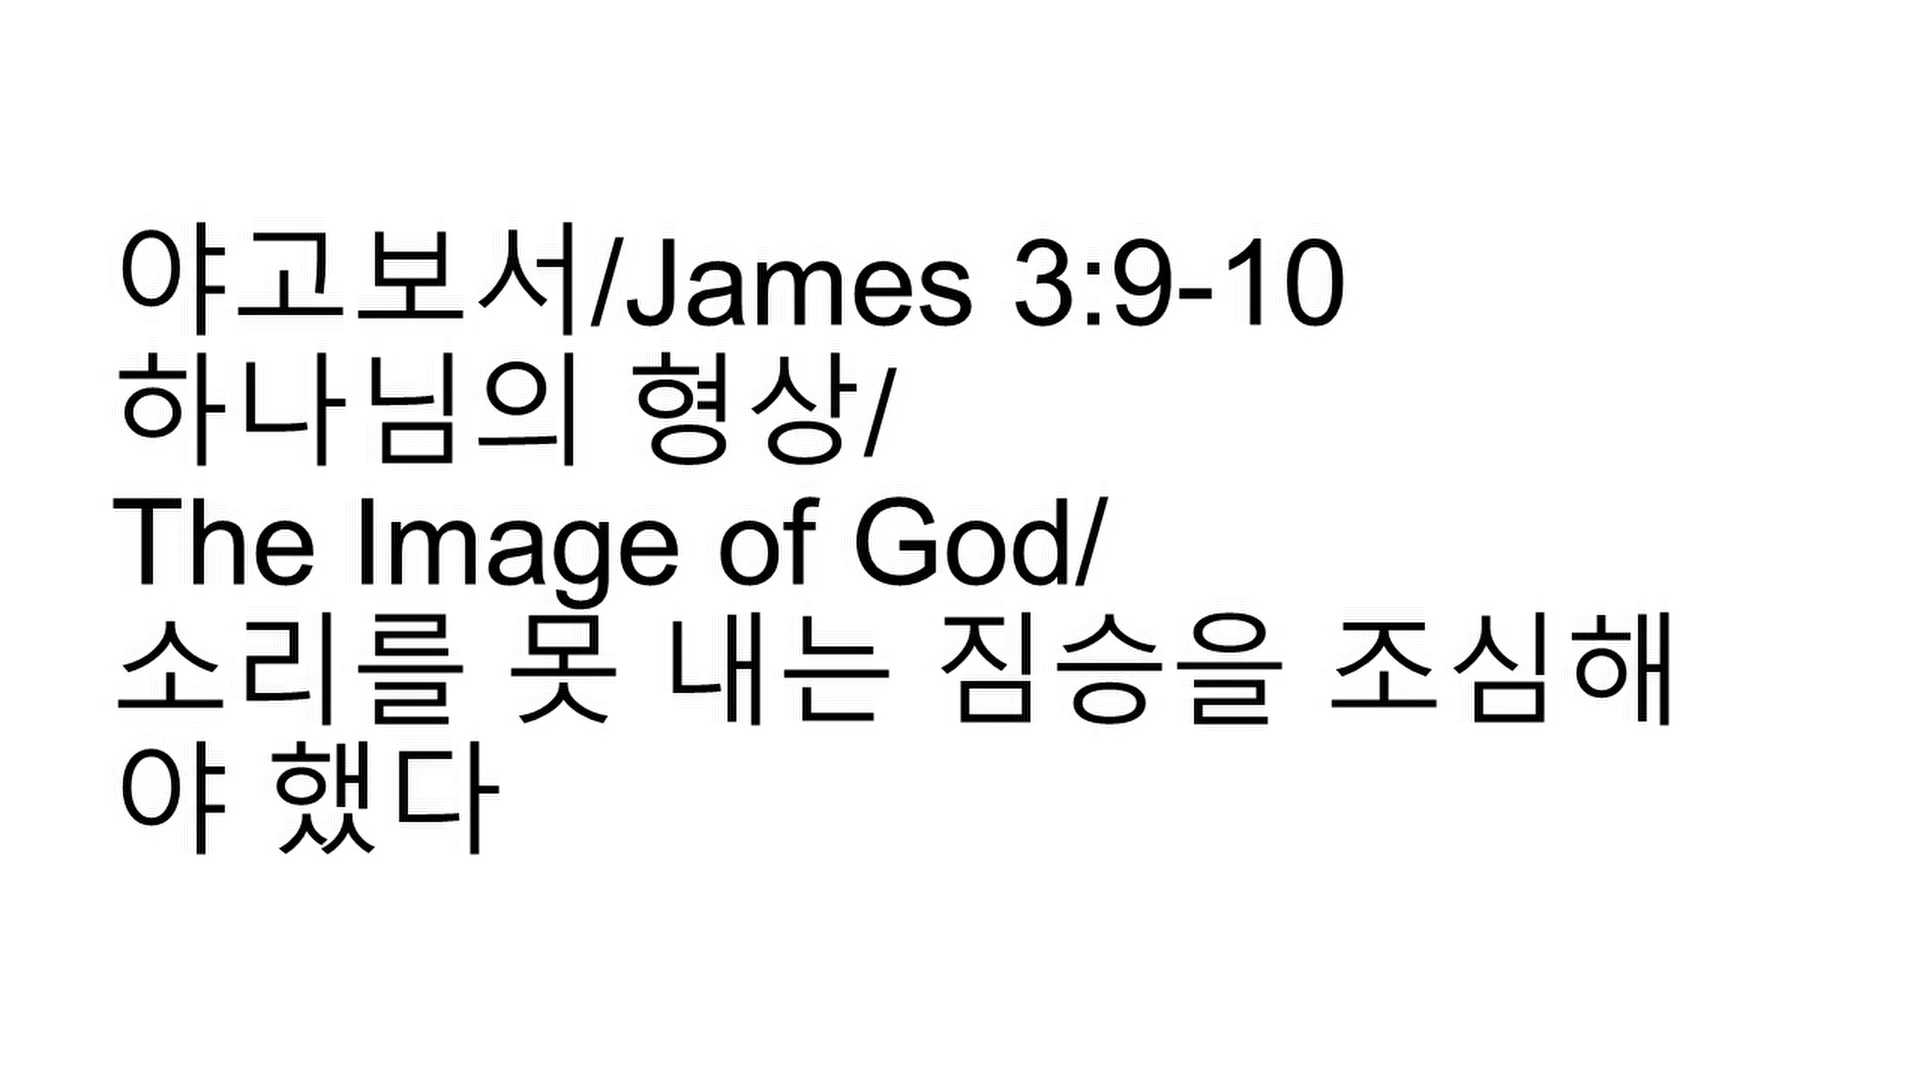 야고보서/James 3:9-10
하나님의 형상/
The Image of God/
소리를 못 내는 짐승을 조심해
야 했다